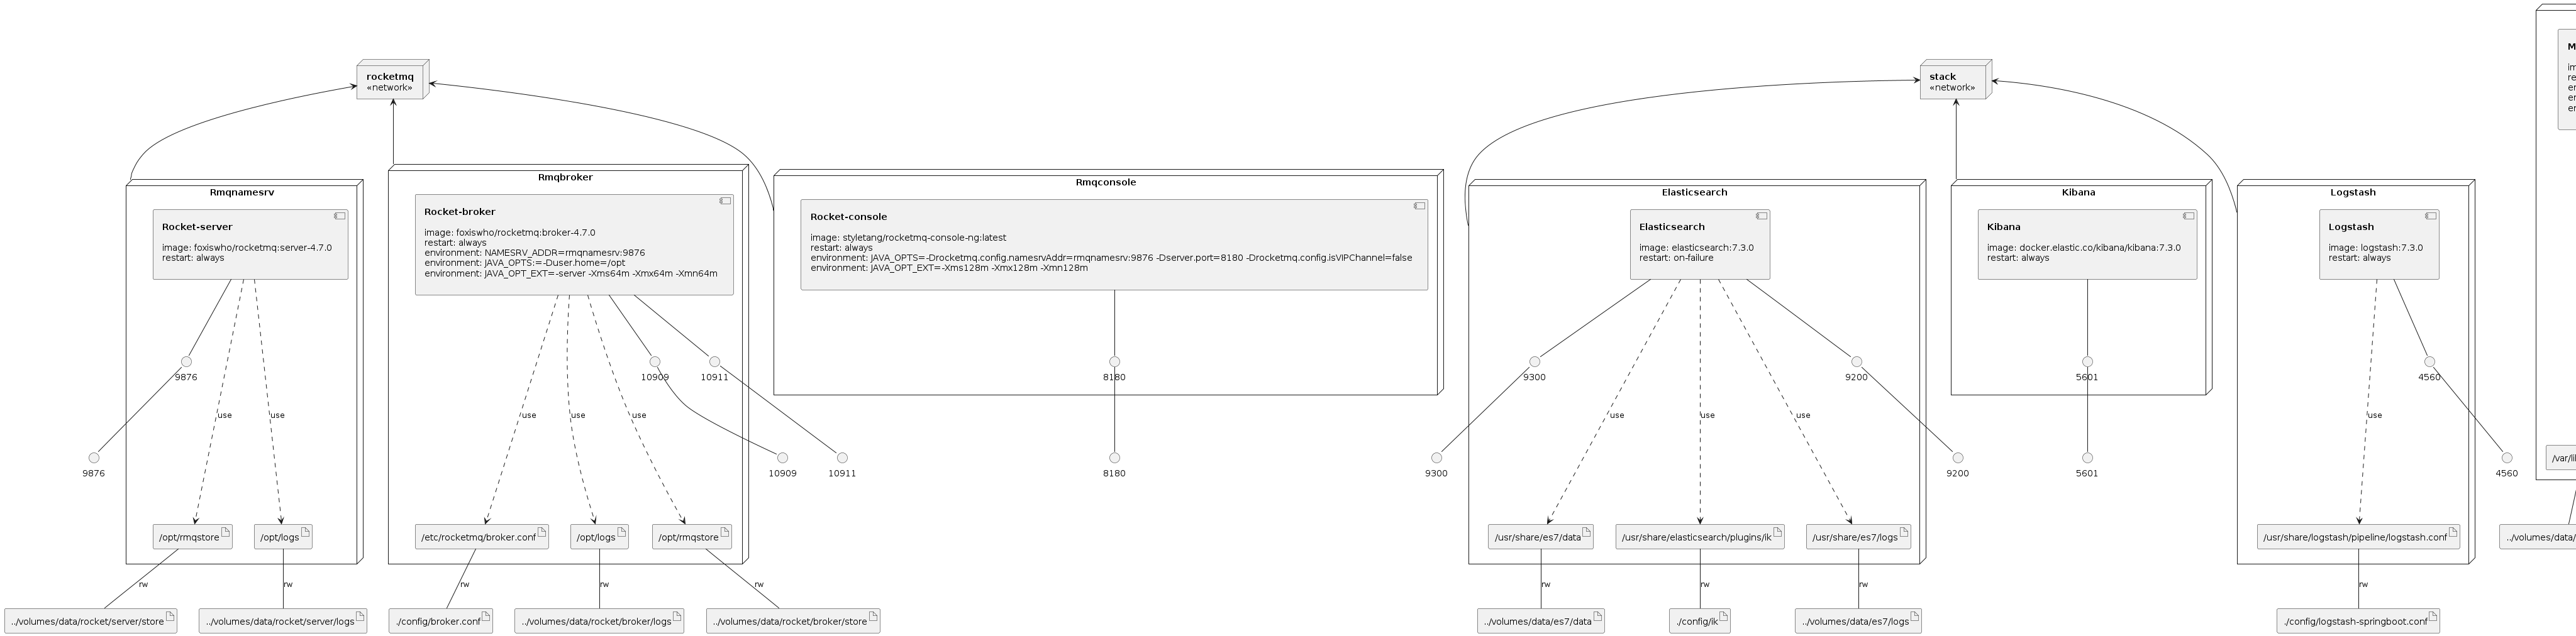 rocketmq
«network»
stack
«network»
Rmqnamesrv
Rocket-server
image: foxiswho/rocketmq:server-4.7.0
restart: always
9876
use
use
9876
/opt/rmqstore
/opt/logs
rw
rw
../volumes/data/rocket/server/store
../volumes/data/rocket/server/logs
Rmqbroker
Rocket-broker
image: foxiswho/rocketmq:broker-4.7.0
restart: always
environment: NAMESRV_ADDR=rmqnamesrv:9876
environment: JAVA_OPTS:=-Duser.home=/opt
environment: JAVA_OPT_EXT=-server -Xms64m -Xmx64m -Xmn64m
10909
10911
use
use
use
10909
10911
/etc/rocketmq/broker.conf
/opt/logs
/opt/rmqstore
rw
rw
rw
./config/broker.conf
../volumes/data/rocket/broker/logs
../volumes/data/rocket/broker/store
Rmqconsole
Rocket-console
image: styletang/rocketmq-console-ng:latest
restart: always
environment: JAVA_OPTS=-Drocketmq.config.namesrvAddr=rmqnamesrv:9876 -Dserver.port=8180 -Drocketmq.config.isVIPChannel=false
environment: JAVA_OPT_EXT=-Xms128m -Xmx128m -Xmn128m
8180
8180
Elasticsearch
Elasticsearch
image: elasticsearch:7.3.0
restart: on-failure
9300
9200
use
use
use
9300
9200
/usr/share/es7/data
/usr/share/elasticsearch/plugins/ik
/usr/share/es7/logs
rw
rw
rw
../volumes/data/es7/data
./config/ik
../volumes/data/es7/logs
Kibana
Kibana
image: docker.elastic.co/kibana/kibana:7.3.0
restart: always
5601
5601
Logstash
Logstash
image: logstash:7.3.0
restart: always
4560
use
4560
/usr/share/logstash/pipeline/logstash.conf
rw
./config/logstash-springboot.conf
M
im
re
en
en
en
/var/lib
../volumes/data/